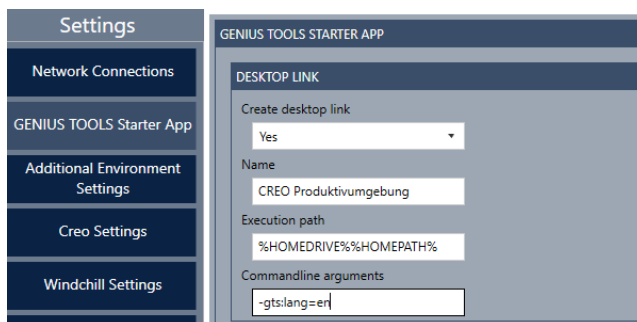 Settings
Network Connections
GENIUS TOOLS Starter App
Additional Environment
Settings
Creo Settings
Windchill Settings
GENIUS TOOLS STARTER APP
DESKTOP LINK
Create desktop link
Yes
Name
CREO Produktivumgebung
Execution path
%HOMEDRIVE%%HOMEPATH%
Commandline arguments
-gts:lang=en